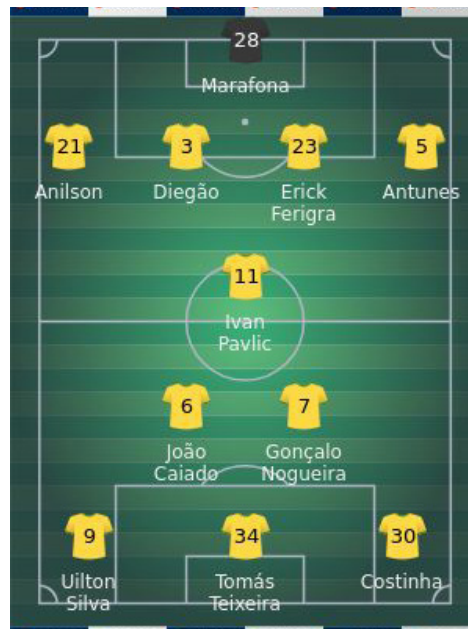 28
Marafona
21 3 23 5
Anilson Diegão Erick Antunes
Ferigra
11
Ivan
Pavlic
6 7
João Gonçalo
Caiado Nogueira
9 34 30
Uilton Tomás Costinha
Silva Teixeira